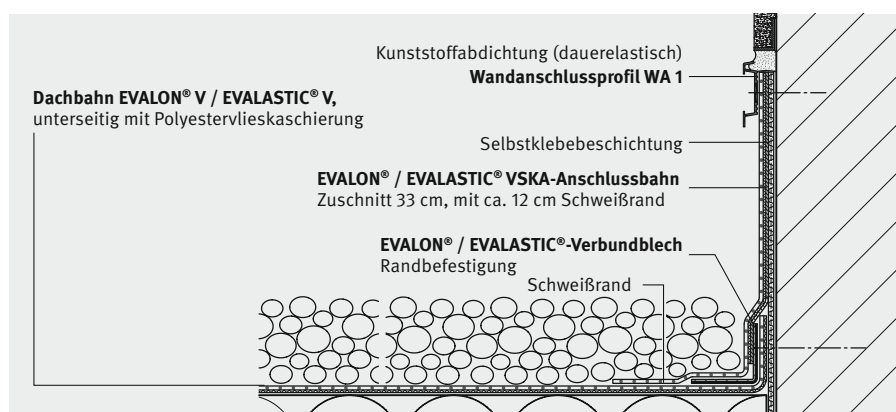 Kunststoffabdichtung (dauerelastisch)
Wandanschlussprofil WA 1
Dachbahn EVALON® V / EVALASTIC® V,
unterseitig mit Polyestervlieskaschierung
Selbstklebebeschichtung
EVALON® / EVALASTIC® VSKA-Anschlussbahn
Zuschnitt 33 cm, mit ca. 12 cm Schweißrand
EVALON® / EVALASTIC®-Verbundblech
Randbefestigung
Schweißrand